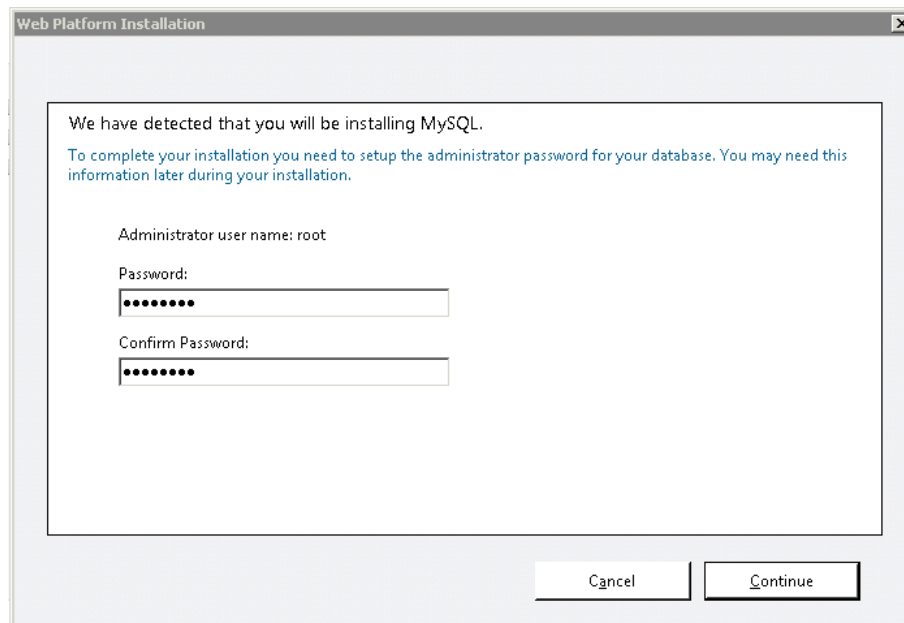 Web Platform Installation
We have detected that you will be installing MySQL.
To complete your installation you need to setup the administrator password for your database. You may need this
information later during your installation.
Administrator user name: root
Password:
●●●●●●●●
Confirm Password:
●●●●●●●●
Cancel
Continue